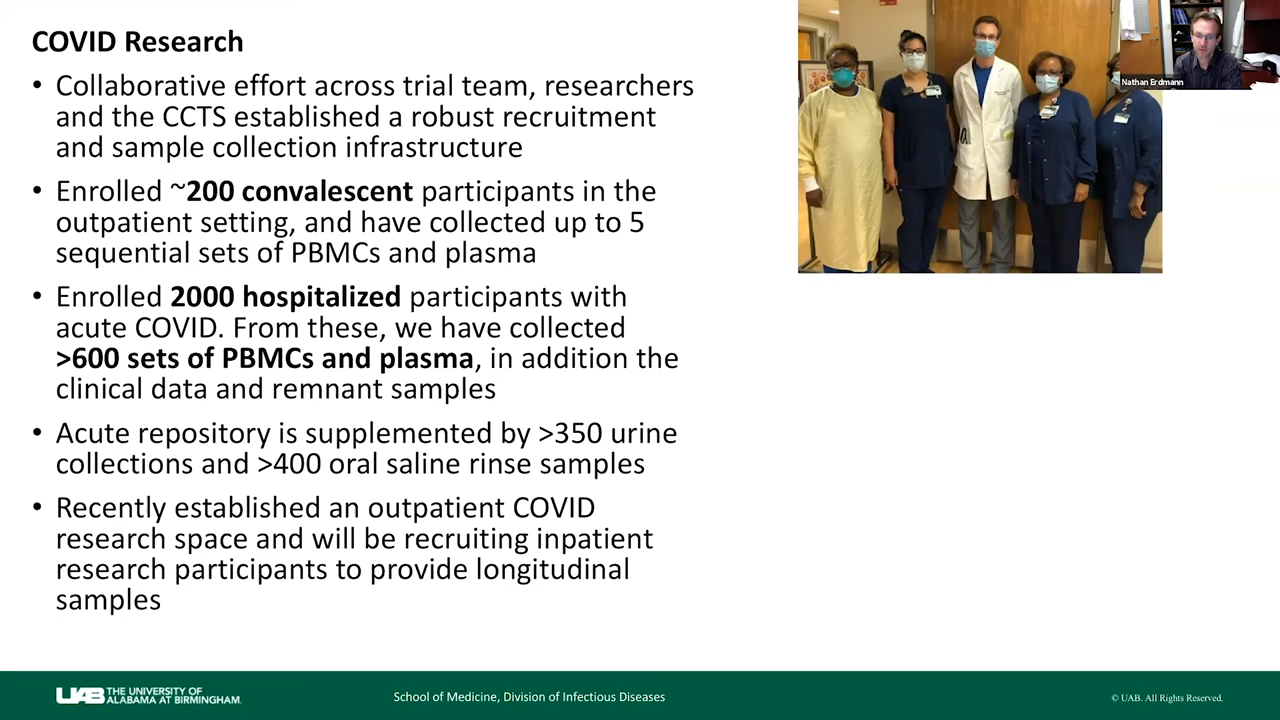 COVID Research
• Collaborative effort across trial team, researchers
and the CCTS established a robust recruitment
and sample collection infrastructure
• Enrolled ~200 convalescent participants in the
outpatient setting, and have collected up to 5
sequential sets of PBMCs and plasma
• Enrolled 2000 hospitalized participants with
acute COVID. From these, we have collected
>600 sets of PBMCs and plasma, in addition the
clinical data and remnant samples
• Acute repository is supplemented by >350 urine
collections and >400 oral saline rinse samples
• Recently established an outpatient COVID
research space and will be recruiting inpatient
research participants to provide longitudinal
samples
Nathan Erdmann
UAB THE UNIVERSITY OF
ALABAMA AT BIRMINGHAM.
School of Medicine, Division of Infectious Diseases
© UAB. All Rights Reserved.